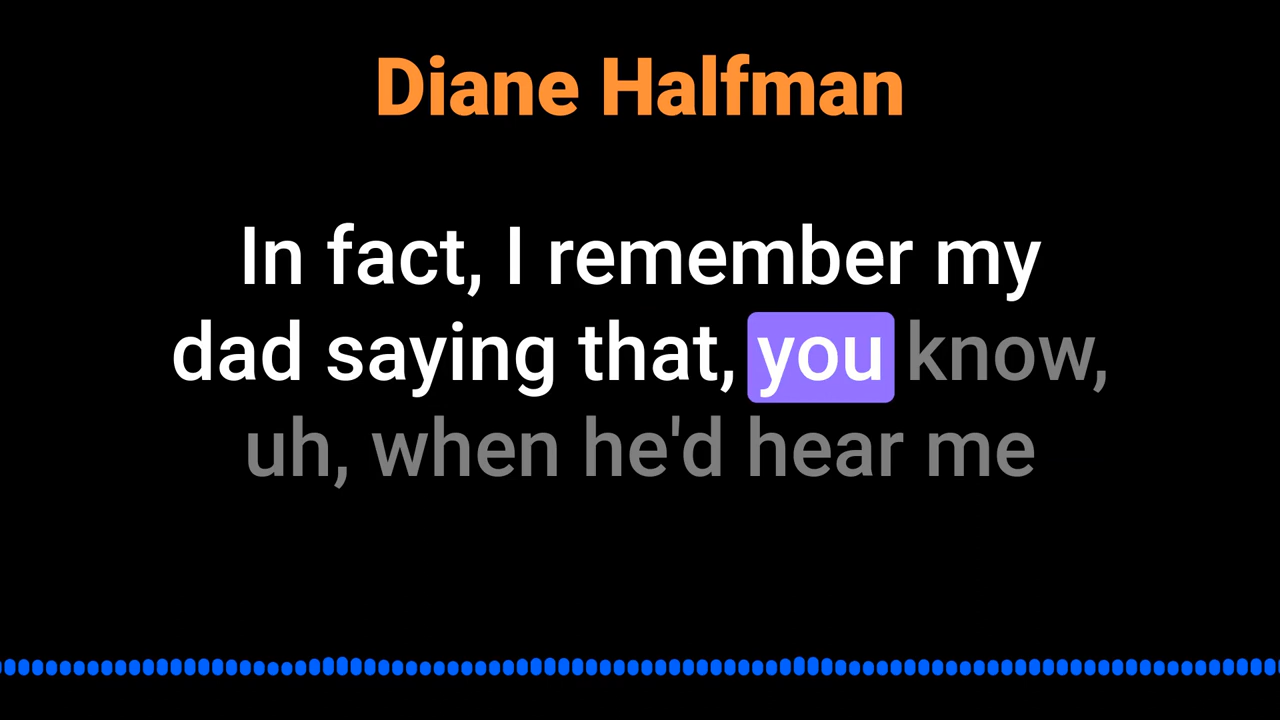 Diane Halfman
In fact, I remember my
dad saying that, you know,
uh, when he'd hear me